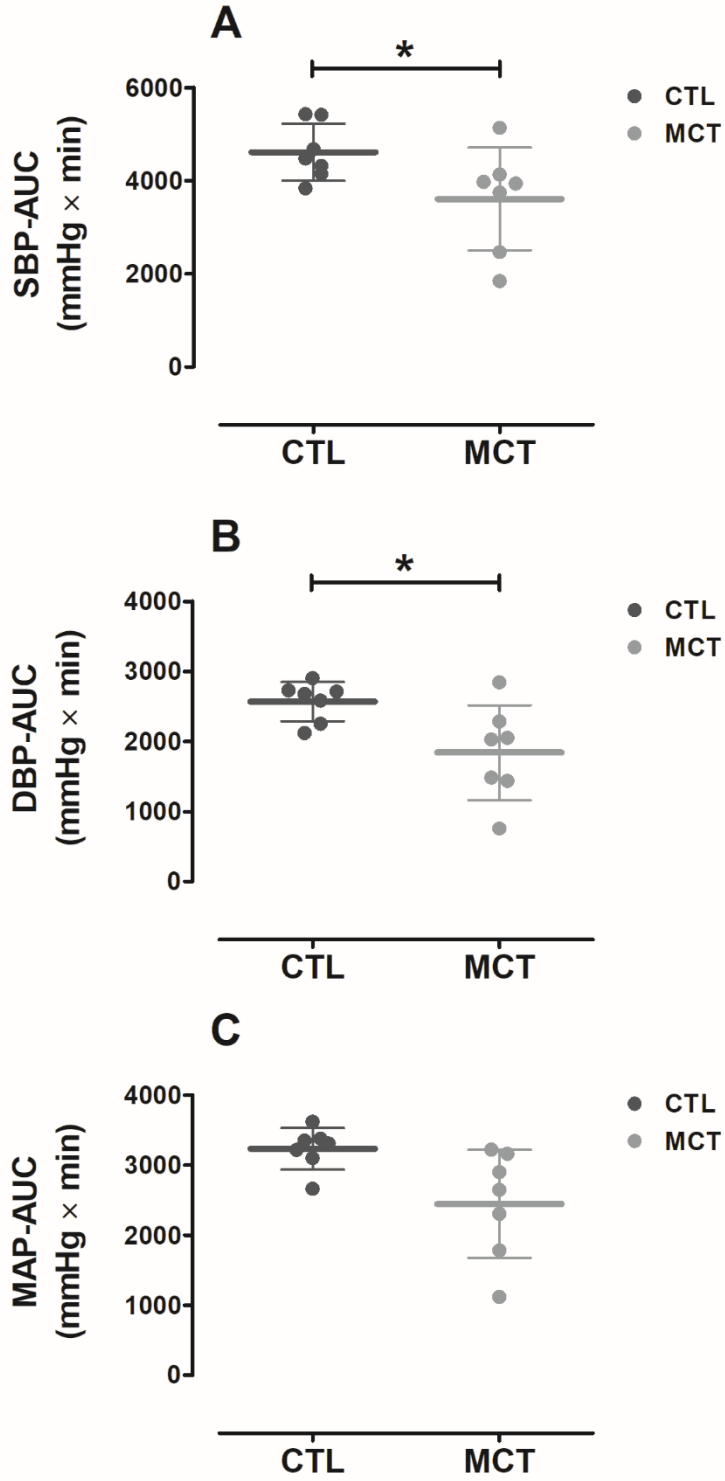 A
*
SBP-AUC
(mmHg × min)
6000
4000
2000
0
CTL
MCT
CTL
MCT
B
*
DBP-AUC
(mmHg × min)
4000
3000
2000
1000
0
CTL
MCT
CTL
MCT
C
MAP-AUC
(mmHg × min)
4000
3000
2000
1000
0
CTL
MCT
CTL
MCT